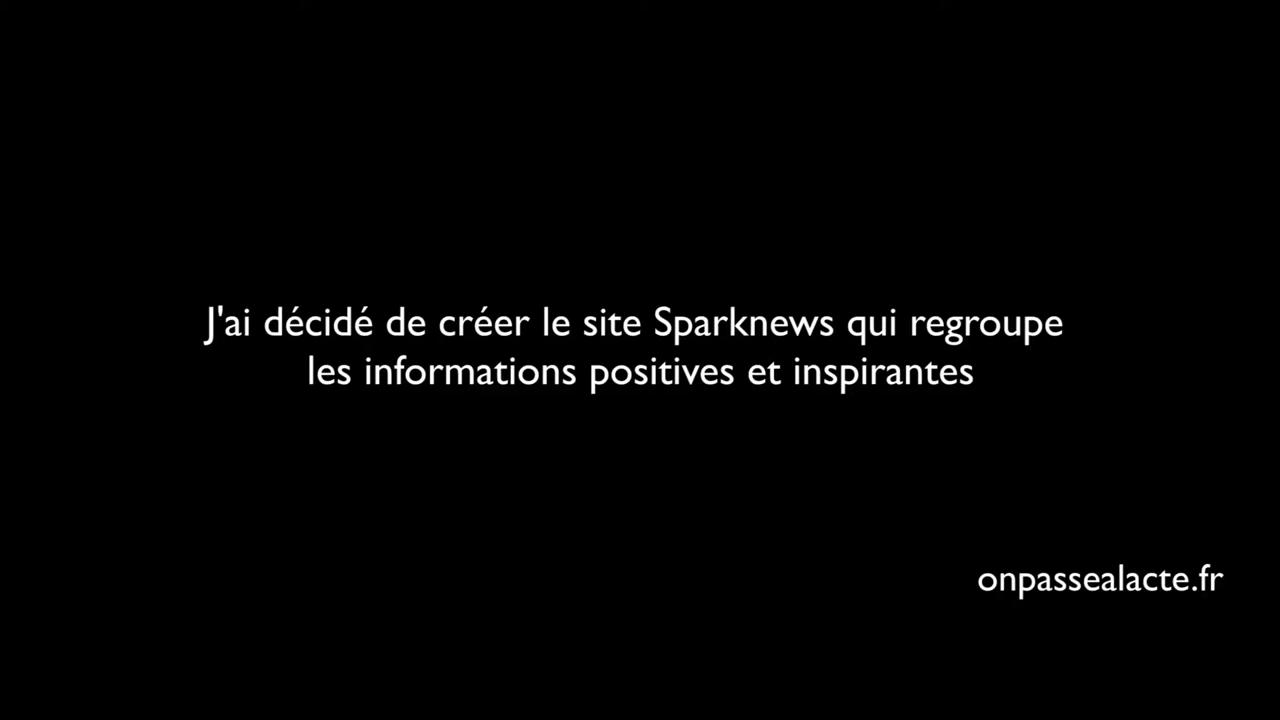 J'ai décidé de créer le site Sparknews qui regroupe
les informations positives et inspirantes
onpassealacte.fr